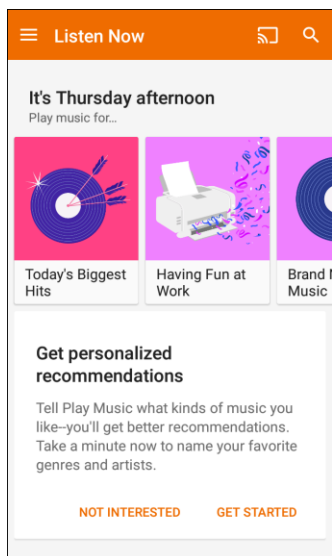 Listen Now
It's Thursday afternoon
Play music for...
Today's Biggest
Hits
Having Fun at
Work
Brand
Music
Get personalized
recommendations
Tell Play Music what kinds of music you
like--you'll get better recommendations.
Take a minute now to name your favorite
genres and artists.
NOT INTERESTED GET STARTED